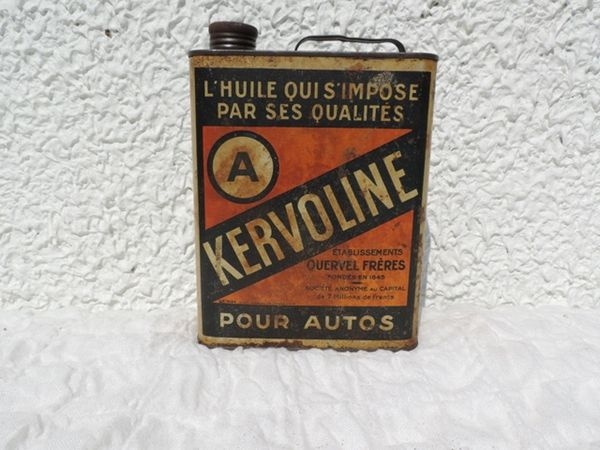 L'HUILE QUI S'IMPOSE
PAR SES QUALITÉS
A
KERVOLINE
ÉTABLISSEMENTS
QUERVEL FRÈRES
FONDÉS EN 1845
SOCIÉTÉ ANONYME AU CAPITAL
de 7 Millions de Francs
POUR AUTOS